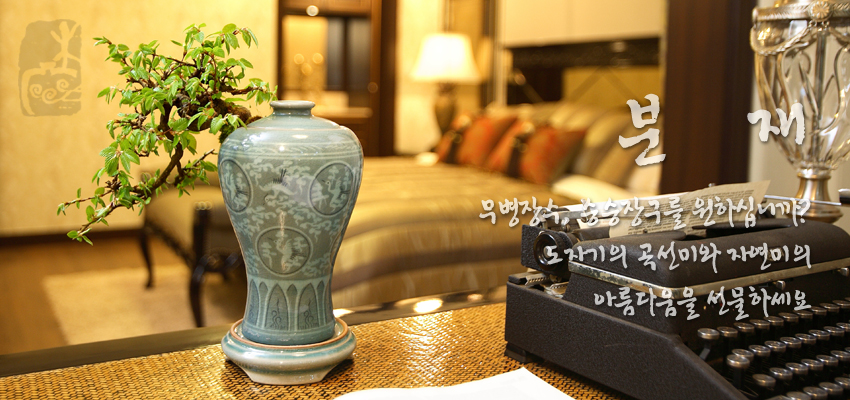 분 재
무병장수, 승승장구를 원하십니까?
도자기의 곡선미와 자연미의
아름다움을 선물하세요